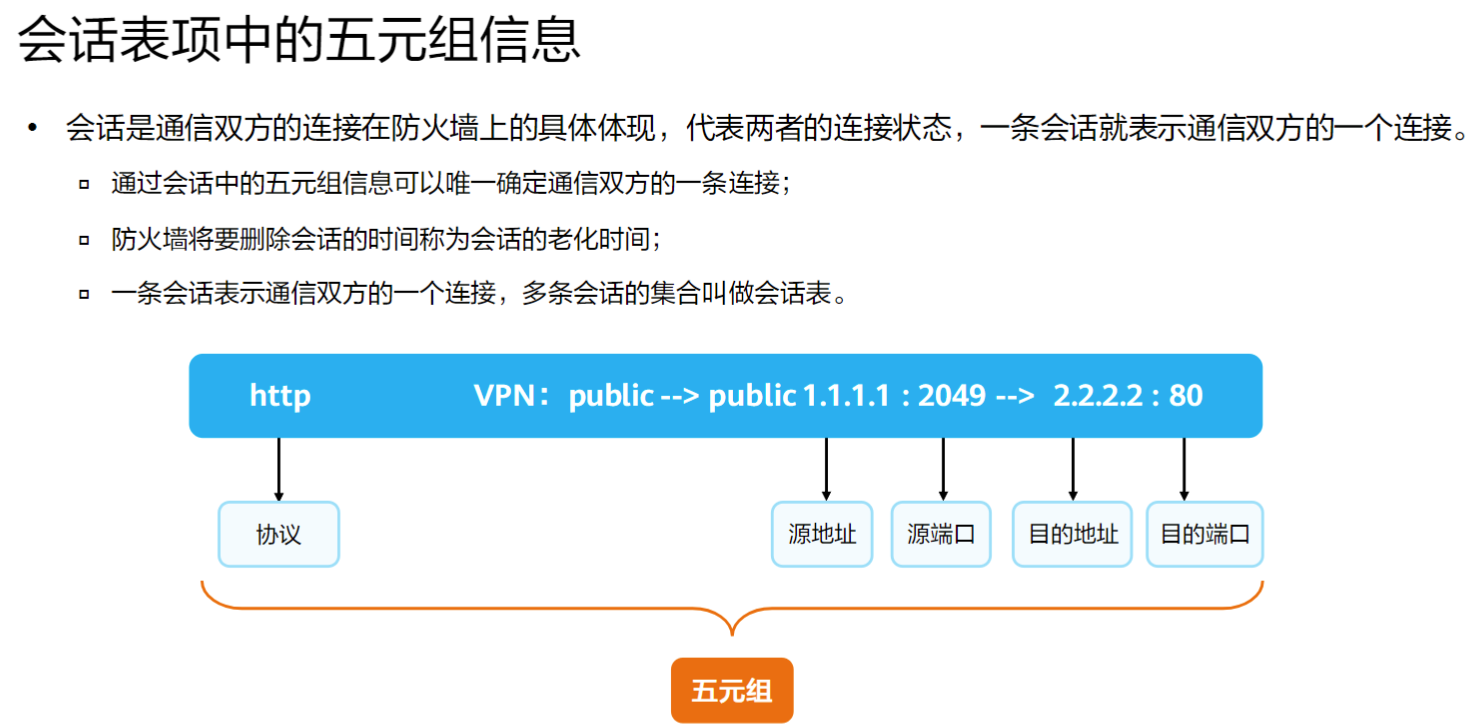 会话表项中的五元组信息
• 会话是通信双方的连接在防火墙上的具体体现，代表两者的连接状态，一条会话就表示通信双方的一个连接。
▫ 通过会话中的五元组信息可以唯一确定通信双方的一条连接；
▫ 防火墙将要删除会话的时间称为会话的老化时间；
▫ 一条会话表示通信双方的一个连接，多条会话的集合叫做会话表。
http VPN：public --> public 1.1.1.1 : 2049 --> 2.2.2.2 : 80
协议 源地址 源端口 目的地址 目的端口
五元组